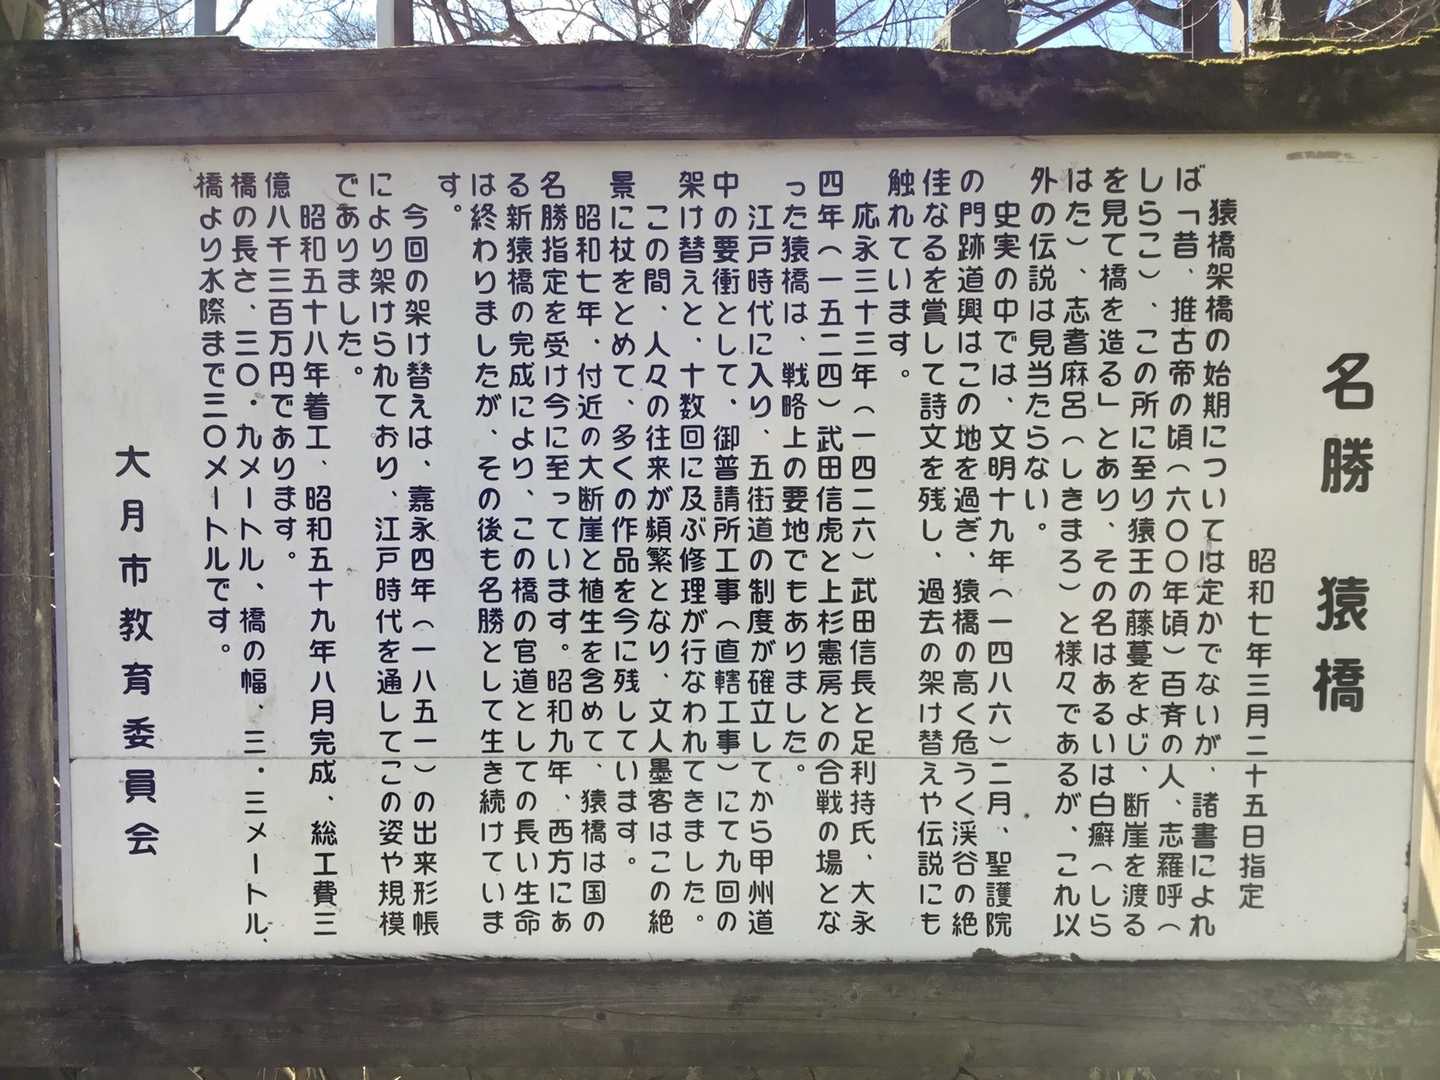 名勝 猿橋
昭和七年三月二十五日指定
猿橋架橋の始期については定かでないが、諸書によれ
ば「昔、推古帝の頃(六〇〇年頃)百斉の人、志羅呼(
しらこ)、この所に至り猿王の藤蔓をよじ、断崖を渡る
を見て橋を造る」とあり、その名はあるいは白癬(しら
はた)、志耆麻呂(しきまろ)と様々であるが、これ以
外の伝説は見当たらない。
史実の中では、文明十九年(一四八六)二月、聖護院
の門跡道興はこの地を過ぎ、猿橋の高く危うく渓谷の絶
佳なるを賞して詩文を残し、過去の架け替えや伝説にも
触れています。
応永三十三年(一四二六)武田信長と足利持氏、大永
四年(一五二四)武田信虎と上杉憲房との合戦の場とな
った猿橋は、戦略上の要地でもありました。
江戸時代に入り、五街道の制度が確立してから甲州道
中の要衝として、御普請所工事(直轄工事)にて九回の
架け替えと、十数回に及ぶ修理が行なわれてきました。
この間、人々の往来が頻繁となり、文人墨客はこの絶
景に杖をとめて、多くの作品を今に残しています。
昭和七年、付近の大断崖と植生を含めて、猿橋は国の
名勝指定を受け今に至っています。昭和九年、西方にあ
る新猿橋の完成により、この橋の官道としての長い生命
は終わりましたが、その後も名勝として生き続けていま
す。
今回の架け替えは、嘉永四年(一八五一)の出来形帳
により架けられており、江戸時代を通してこの姿や規模
でありました。
昭和五十八年着工、昭和五十九年八月完成、総工費三
億八千三百万円であります。
橋の長さ、三〇・九メートル、橋の幅、三・三メートル、
橋より水際まで三〇メートルです。
大月市教育委員会